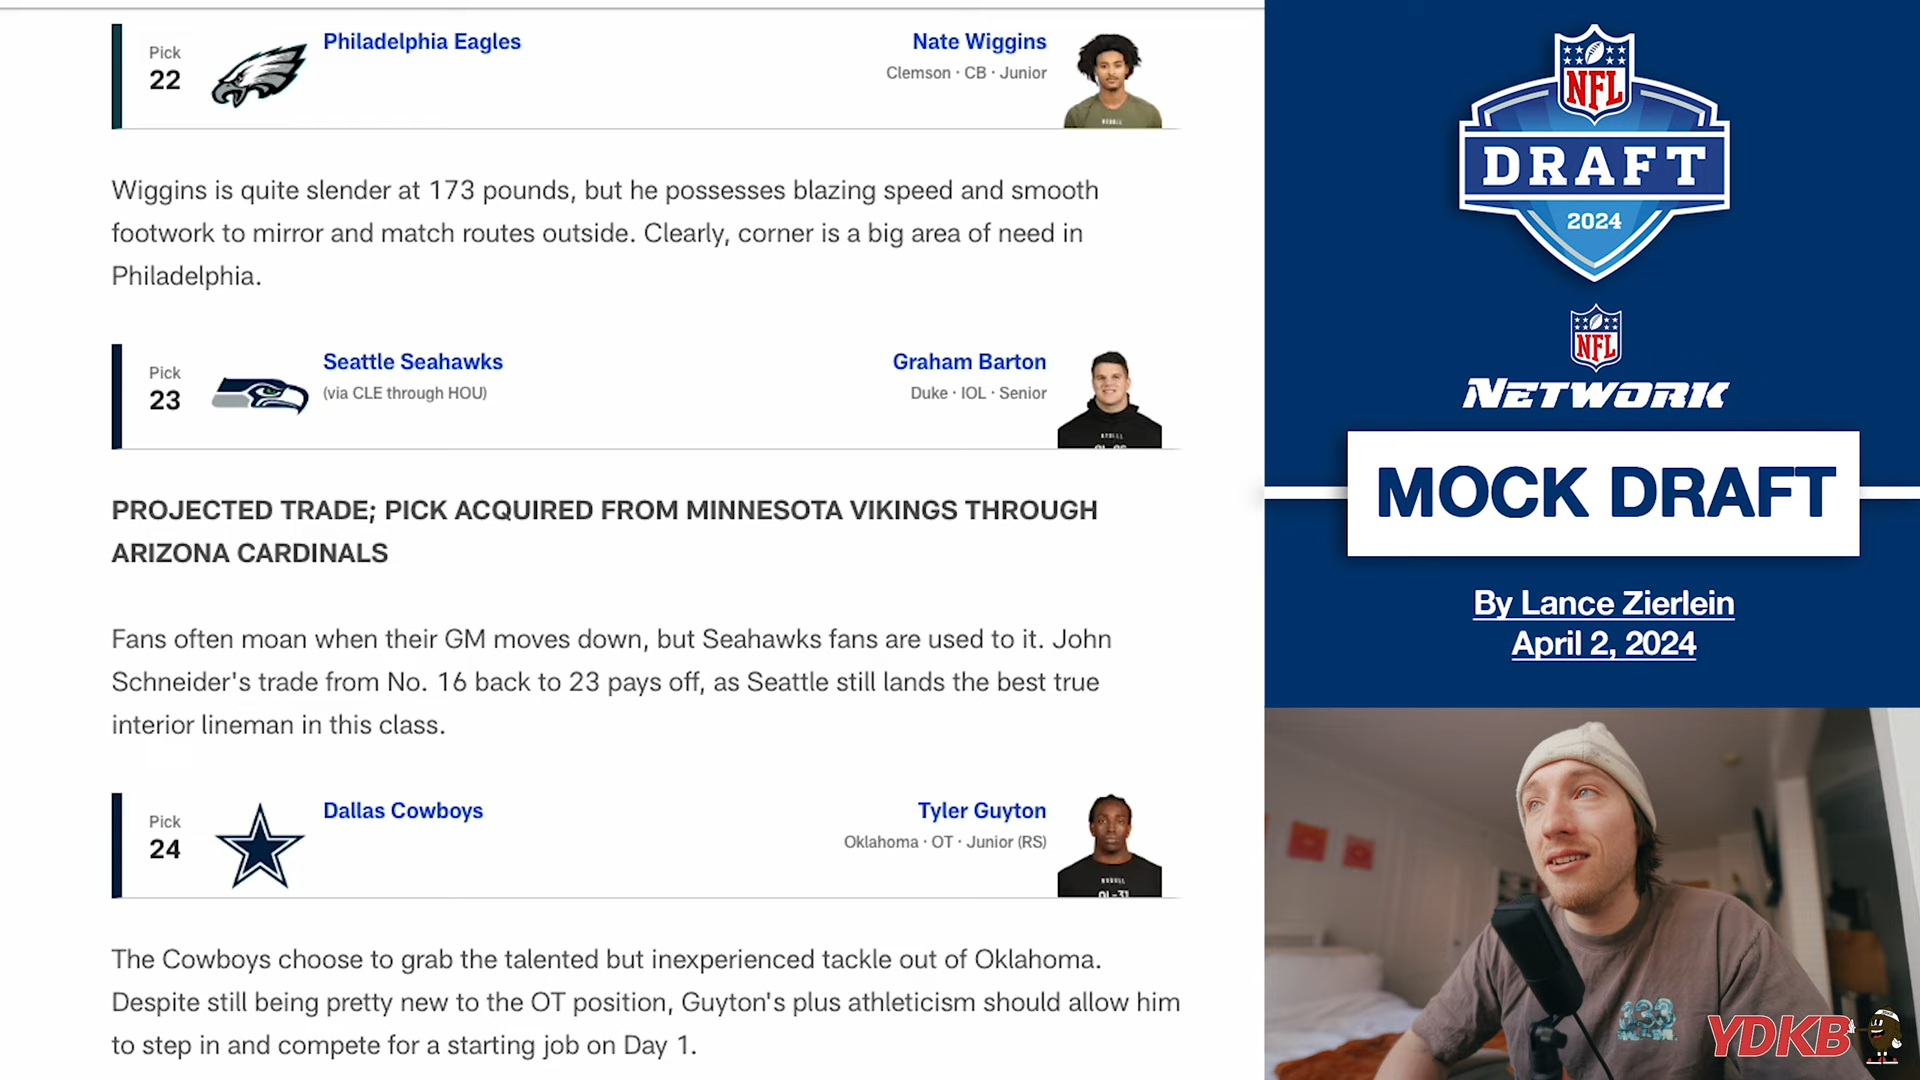 Pick
22
Philadelphia Eagles
Nate Wiggins
Clemson · CB · Junior
Wiggins is quite slender at 173 pounds, but he possesses blazing speed and smooth
footwork to mirror and match routes outside. Clearly, corner is a big area of need in
Philadelphia.
Pick
23
Seattle Seahawks
(via CLE through HOU)
Graham Barton
Duke · IOL · Senior
PROJECTED TRADE; PICK ACQUIRED FROM MINNESOTA VIKINGS THROUGH
ARIZONA CARDINALS
Fans often moan when their GM moves down, but Seahawks fans are used to it. John
Schneider's trade from No. 16 back to 23 pays off, as Seattle still lands the best true
interior lineman in this class.
Pick
24
Dallas Cowboys
Tyler Guyton
Oklahoma · OT · Junior (RS)
OL-31
The Cowboys choose to grab the talented but inexperienced tackle out of Oklahoma.
Despite still being pretty new to the OT position, Guyton's plus athleticism should allow him
to step in and compete for a starting job on Day 1.
NFL
DRAFT
2024
NFL
NETWORK
MOCK DRAFT
By Lance Zierlein
April 2, 2024
YDKB